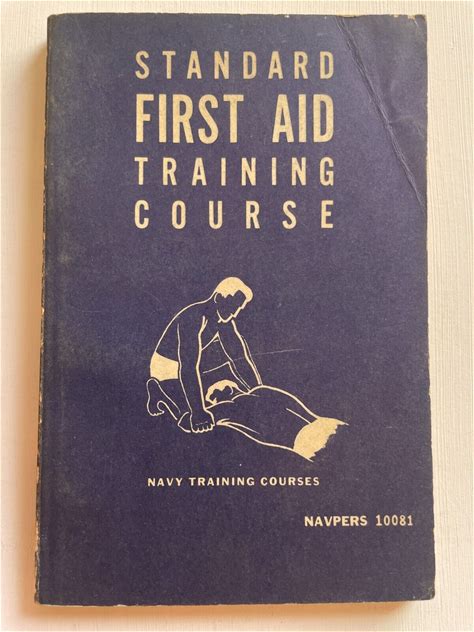 STANDARD
FIRST AID
TRAINING
COURSE
NAVY TRAINING COURSES
NAVPERS 10081